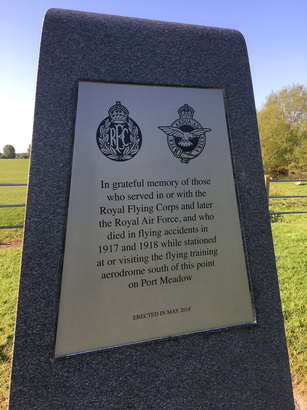 RFC
In grateful memory of those
who served in or with the
Royal Flying Corps and later
the Royal Air Force, and who
died in flying accidents in
1917 and 1918 while stationed
at or visiting the flying training
aerodrome south of this point
on Port Meadow
ERECTED IN MAY 2018